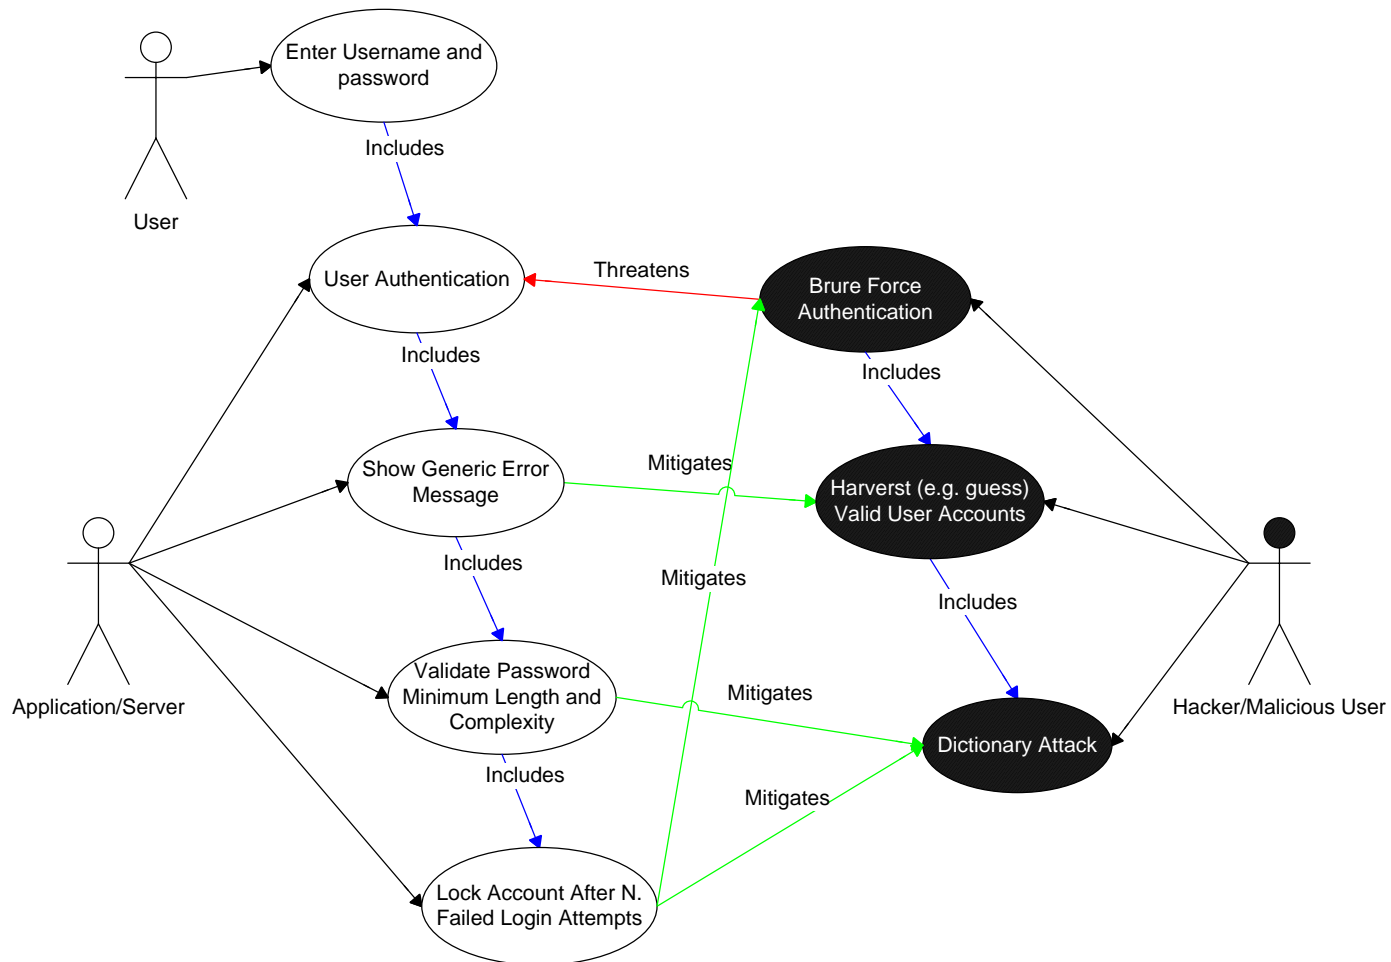 Enter Username and
password
Includes
User
User Authentication
Threatens
Brure Force
Authentication
Includes
Includes
Show Generic Error
Message
Mitigates
Harverst (e.g. guess)
Valid User Accounts
Includes
Mitigates
Includes
Application/Server
Validate Password
Minimum Length and
Complexity
Mitigates
Hacker/Malicious User
Dictionary Attack
Includes
Mitigates
Lock Account After N.
Failed Login Attempts